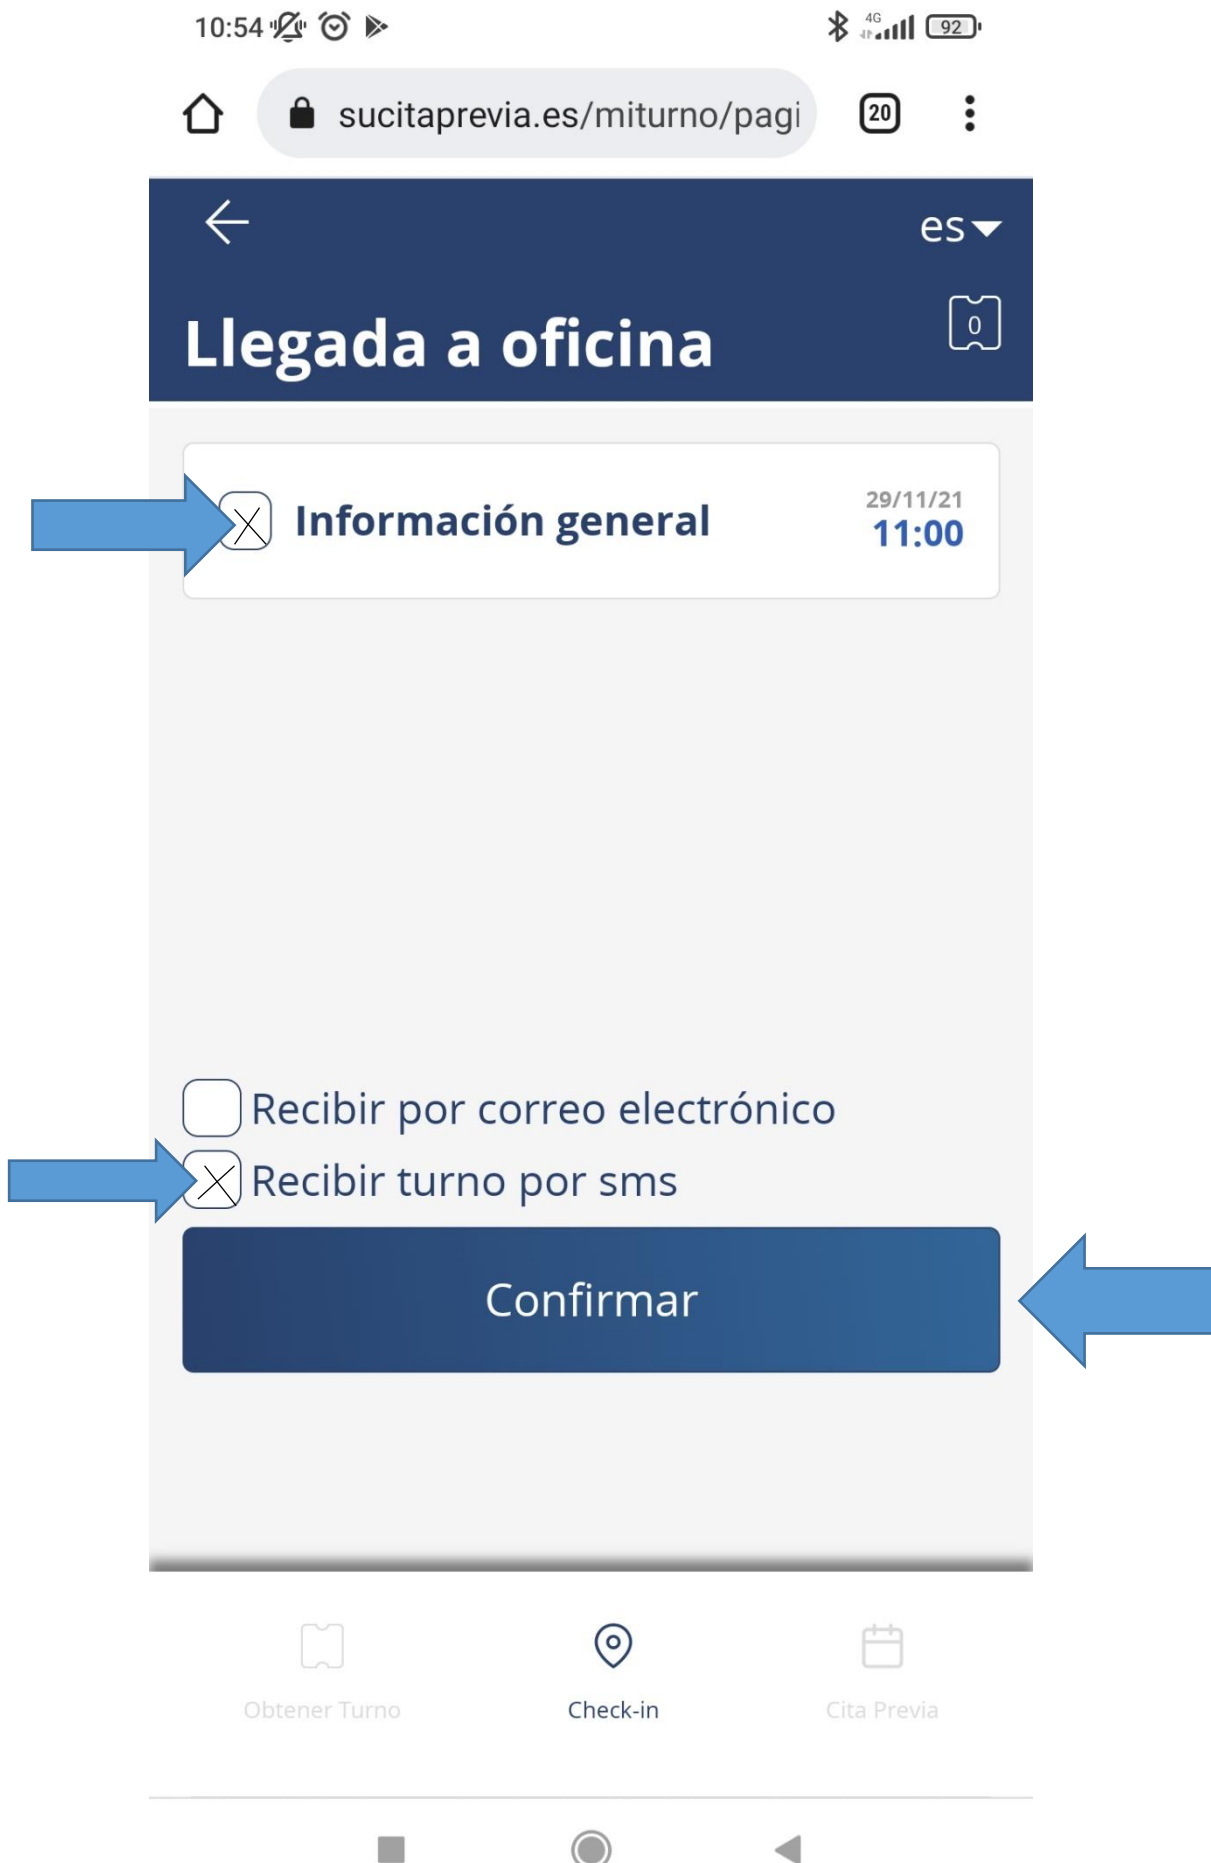 10:54
4G
92
sucitaprevia.es/miturno/pagi
20
es
Llegada a oficina
0
Información general
29/11/21
11:00
Recibir por correo electrónico
Recibir turno por sms
Confirmar
Obtener Turno
Check-in
Cita Previa